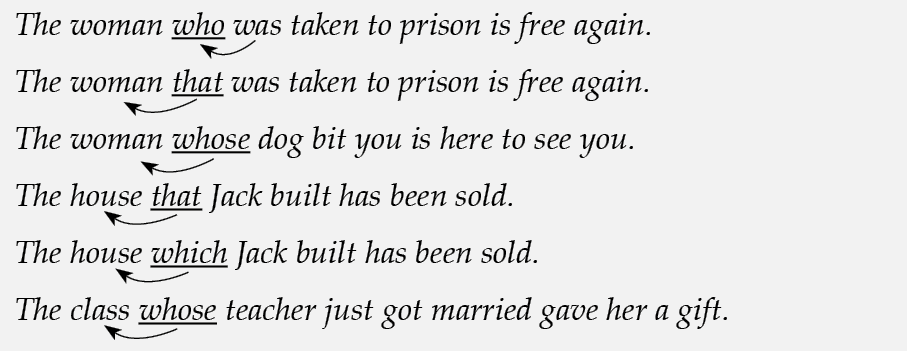 The woman who was taken to prison is free again.
The woman that was taken to prison is free again.
The woman whose dog bit you is here to see you.
The house that Jack built has been sold.
The house which Jack built has been sold.
The class whose teacher just got married gave her a gift.